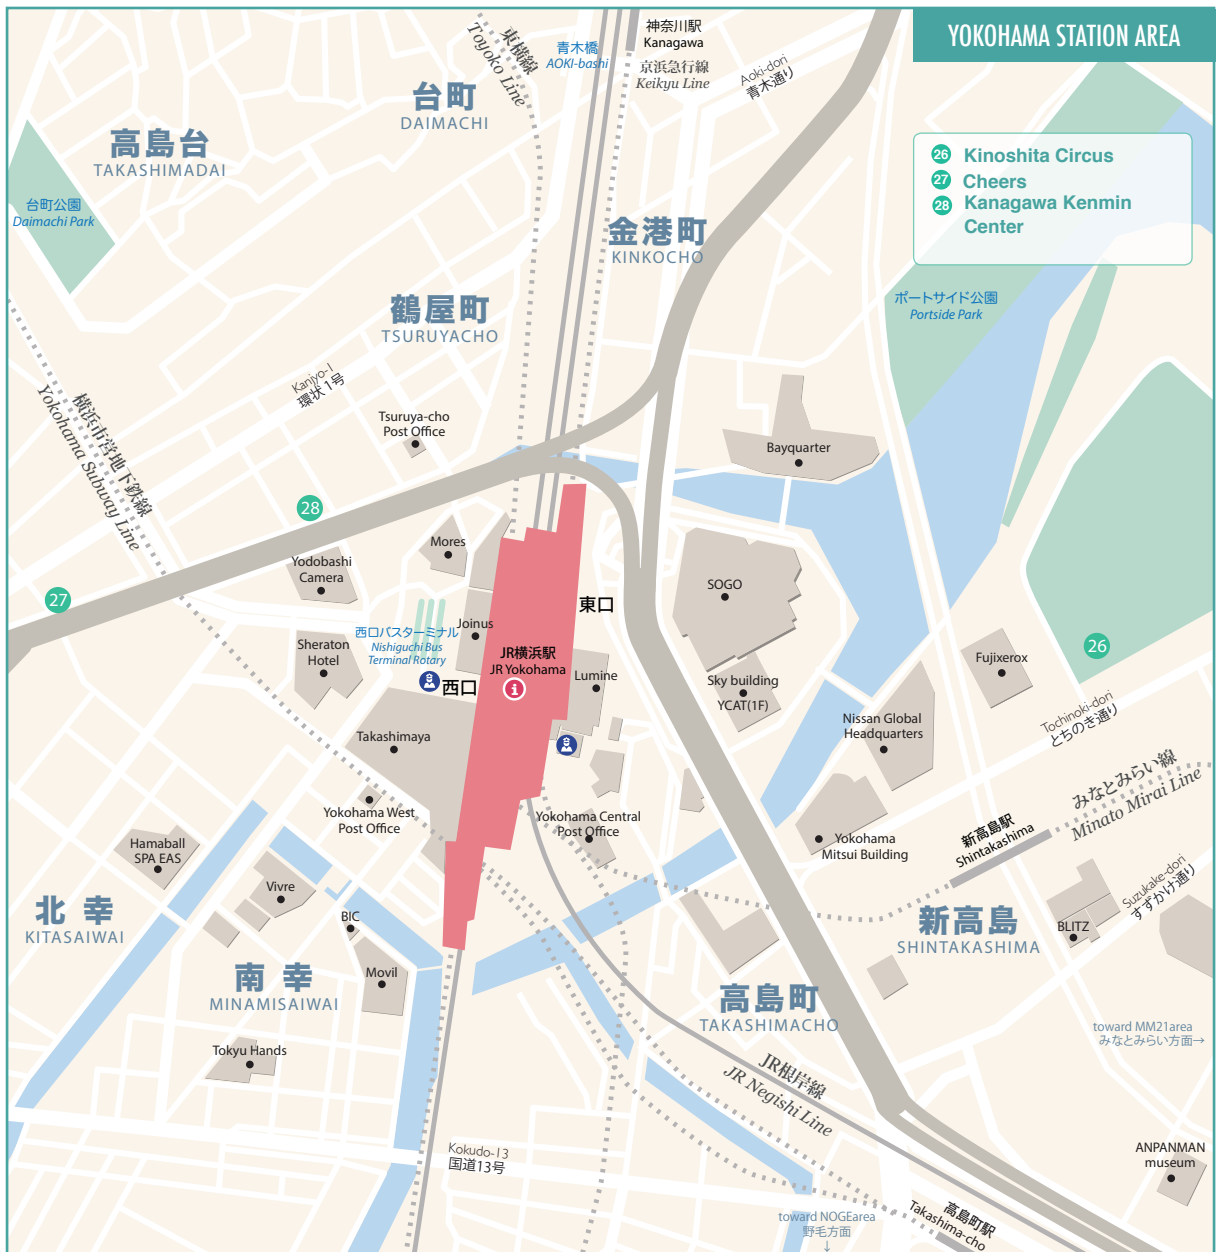 YOKOHAMA STATION AREA
神奈川駅
Kanagawa
東横線
Toyoko Line
青木橋
AOKI-bashi
京浜急行線
Keikyu Line
Aoki-dori
青木通り
台町
DAIMACHI
高島台
TAKASHIMADAI
26 Kinoshita Circus
27 Cheers
28 Kanagawa Kenmin
Center
台町公園
Daimachi Park
金港町
KINKOCHO
鶴屋町
TSURUYACHO
ポートサイド公園
Portside Park
Kanjyo-1
環状1号
横浜市営地下鉄線
Yokohama Subway Line
Tsuruya-cho
Post Office
Bayquarter
28
Mores
Yodobashi
Camera
SOGO
27
東口
西口バスターミナル
Nishiguchi Bus
Terminal Rotary
Joinus
Sheraton
Hotel
JR横浜駅
JR Yokohama
i
西口
Lumine
Sky building
YCAT(1F)
Fujixerox
26
Takashimaya
Nissan Global
Headquarters
Tochinoki-dori
とちのき通り
みなとみらい線
Minato Mirai Line
Yokohama West
Post Office
Yokohama Central
Post Office
Yokohama
Mitsui Building
新高島駅
Shintakashima
Hamaball
SPA EAS
Vivre
BIC
Suzukake-dori
すずかけ通り
北幸
KITASAIWAI
新高島
SHINTAKASHIMA
BLITZ
南幸
MINAMISAIWAI
Movil
高島町
TAKASHIMACHO
toward MM21area
みなとみらい方面→
Tokyu Hands
JR根岸線
JR Negishi Line
Kokudo-13
国道13号
ANPANMAN
museum
toward NOGEarea
野毛方面
↓
高島町駅
Takashima-cho